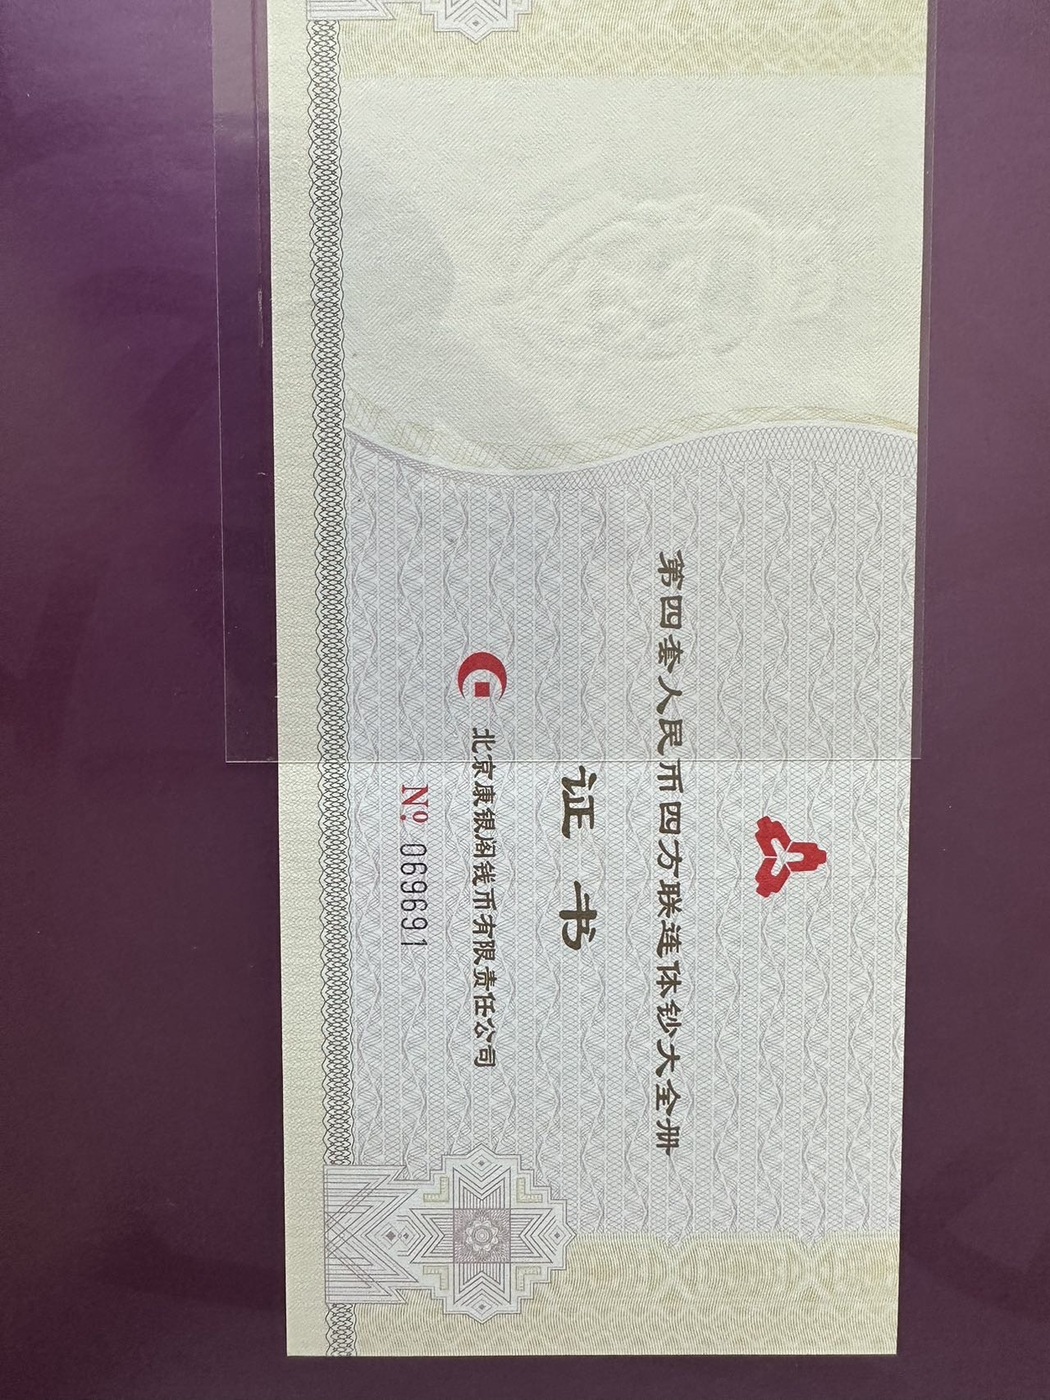 第四套人民币四方联连体钞大全册
证书
北京康银阁钱币有限责任公司
Nº 069691